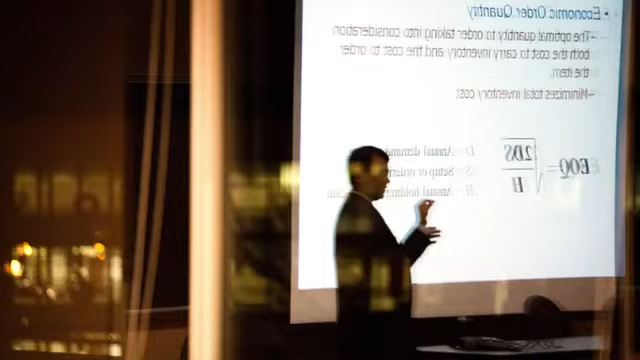 • Economic Order Quantity
–The optimal quantity to order taking into consideration
both the cost to carry inventory and the cost to order
the item.
–Minimizes total inventory cost
EOQ = √2DS/H
D= Annual demand
S= Setup or
H= Annual holding